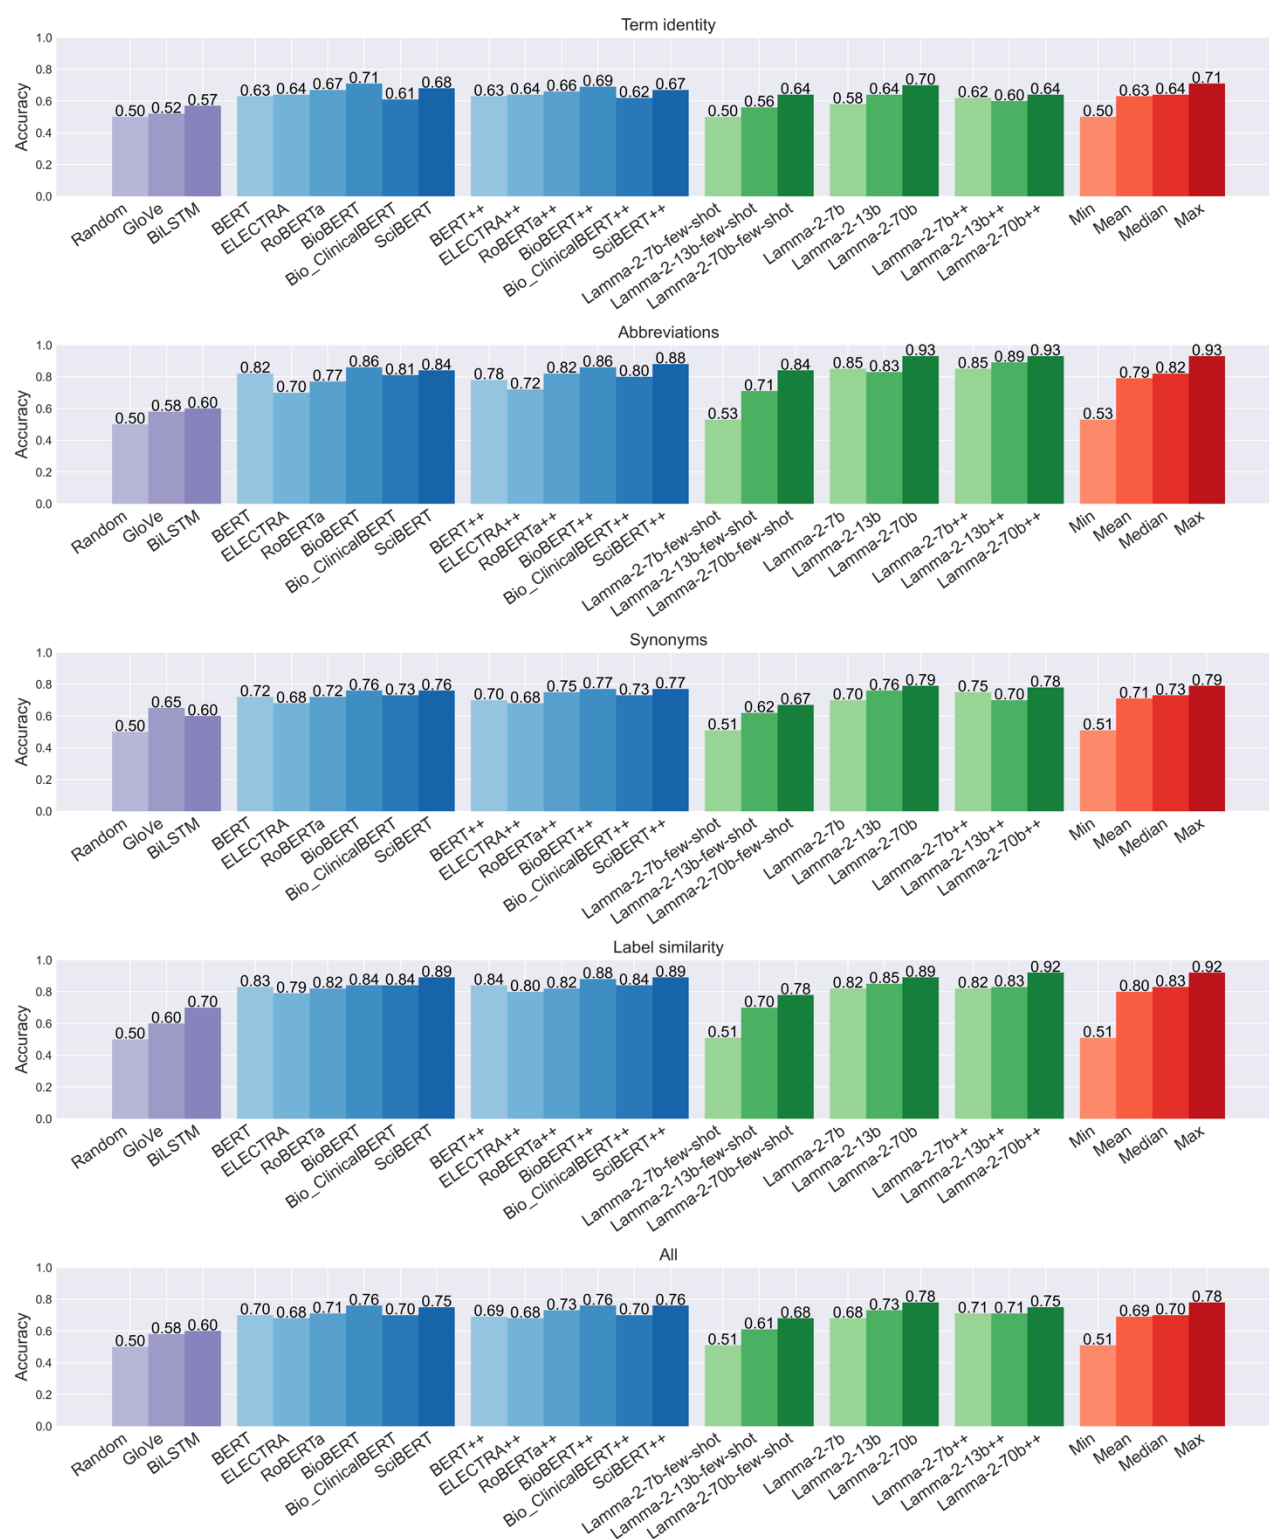 Term identity
Accuracy
1.0
0.8
0.6
0.4
0.2
0.0
0.50 0.52 0.57 0.63 0.64 0.67 0.71 0.61 0.68 0.63 0.64 0.66 0.69 0.62 0.67 0.50 0.56 0.64 0.58 0.64 0.70 0.62 0.60 0.64 0.50 0.63 0.64 0.71
Random GloVe BiLSTM BERT ELECTRA RoBERTa BioBERT Bio_ClinicalBERT SciBERT BERT++ ELECTRA++ RoBERTa++ BioBERT++ Bio_ClinicalBERT++ SciBERT++ Lamma-2-7b-few-shot Lamma-2-13b-few-shot Lamma-2-70b-few-shot Lamma-2-7b Lamma-2-13b Lamma-2-70b Lamma-2-7b++ Lamma-2-13b++ Lamma-2-70b++ Min Mean Median Max
Abbreviations
Accuracy
1.0
0.8
0.6
0.4
0.2
0.0
0.50 0.58 0.60 0.82 0.70 0.77 0.86 0.81 0.84 0.78 0.72 0.82 0.86 0.80 0.88 0.53 0.71 0.84 0.85 0.83 0.93 0.85 0.89 0.93 0.53 0.79 0.82 0.93
Random GloVe BiLSTM BERT ELECTRA RoBERTa BioBERT Bio_ClinicalBERT SciBERT BERT++ ELECTRA++ RoBERTa++ BioBERT++ Bio_ClinicalBERT++ SciBERT++ Lamma-2-7b-few-shot Lamma-2-13b-few-shot Lamma-2-70b-few-shot Lamma-2-7b Lamma-2-13b Lamma-2-70b Lamma-2-7b++ Lamma-2-13b++ Lamma-2-70b++ Min Mean Median Max
Synonyms
Accuracy
1.0
0.8
0.6
0.4
0.2
0.0
0.50 0.65 0.60 0.72 0.68 0.72 0.76 0.73 0.76 0.70 0.68 0.75 0.77 0.73 0.77 0.51 0.62 0.67 0.70 0.76 0.79 0.75 0.70 0.78 0.51 0.71 0.73 0.79
Random GloVe BiLSTM BERT ELECTRA RoBERTa BioBERT Bio_ClinicalBERT SciBERT BERT++ ELECTRA++ RoBERTa++ BioBERT++ Bio_ClinicalBERT++ SciBERT++ Lamma-2-7b-few-shot Lamma-2-13b-few-shot Lamma-2-70b-few-shot Lamma-2-7b Lamma-2-13b Lamma-2-70b Lamma-2-7b++ Lamma-2-13b++ Lamma-2-70b++ Min Mean Median Max
Label similarity
Accuracy
1.0
0.8
0.6
0.4
0.2
0.0
0.50 0.60 0.70 0.83 0.79 0.82 0.84 0.84 0.89 0.84 0.80 0.82 0.88 0.84 0.89 0.51 0.70 0.78 0.82 0.85 0.89 0.82 0.83 0.92 0.51 0.80 0.83 0.92
Random GloVe BiLSTM BERT ELECTRA RoBERTa BioBERT Bio_ClinicalBERT SciBERT BERT++ ELECTRA++ RoBERTa++ BioBERT++ Bio_ClinicalBERT++ SciBERT++ Lamma-2-7b-few-shot Lamma-2-13b-few-shot Lamma-2-70b-few-shot Lamma-2-7b Lamma-2-13b Lamma-2-70b Lamma-2-7b++ Lamma-2-13b++ Lamma-2-70b++ Min Mean Median Max
All
Accuracy
1.0
0.8
0.6
0.4
0.2
0.0
0.50 0.58 0.60 0.70 0.68 0.71 0.76 0.70 0.75 0.69 0.68 0.73 0.76 0.70 0.76 0.51 0.61 0.68 0.68 0.73 0.78 0.71 0.71 0.75 0.51 0.69 0.70 0.78
Random GloVe BiLSTM BERT ELECTRA RoBERTa BioBERT Bio_ClinicalBERT SciBERT BERT++ ELECTRA++ RoBERTa++ BioBERT++ Bio_ClinicalBERT++ SciBERT++ Lamma-2-7b-few-shot Lamma-2-13b-few-shot Lamma-2-70b-few-shot Lamma-2-7b Lamma-2-13b Lamma-2-70b Lamma-2-7b++ Lamma-2-13b++ Lamma-2-70b++ Min Mean Median Max